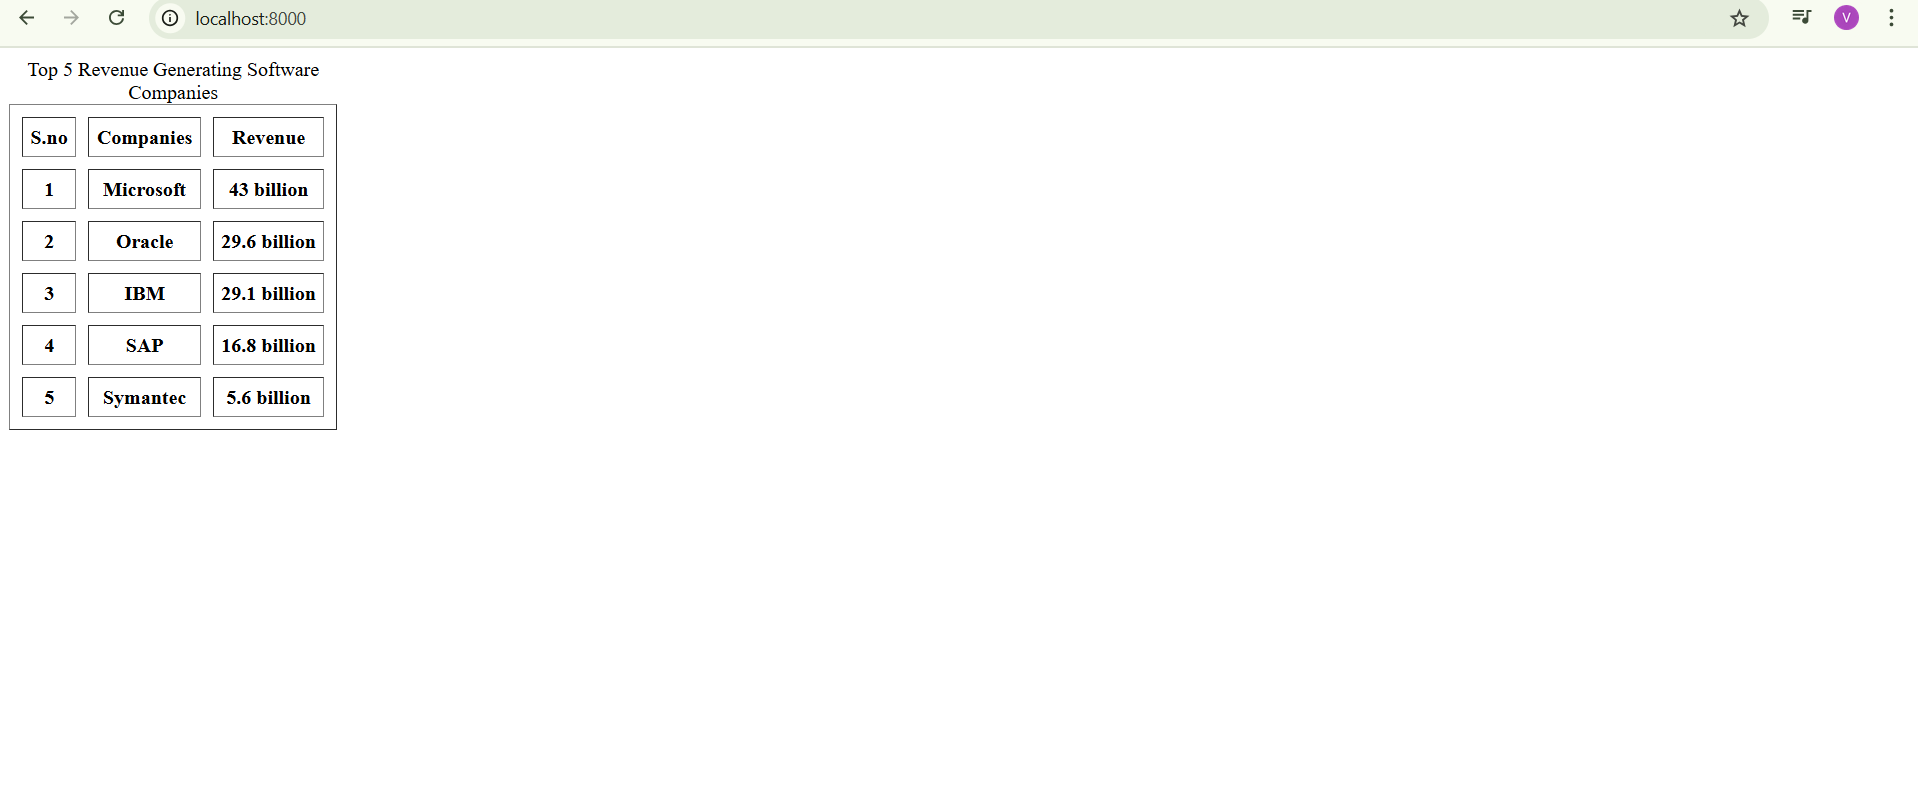 localhost:8000
V
Top 5 Revenue Generating Software
Companies
S.no Companies Revenue
1 Microsoft 43 billion
2 Oracle 29.6 billion
3 IBM 29.1 billion
4 SAP 16.8 billion
5 Symantec 5.6 billion